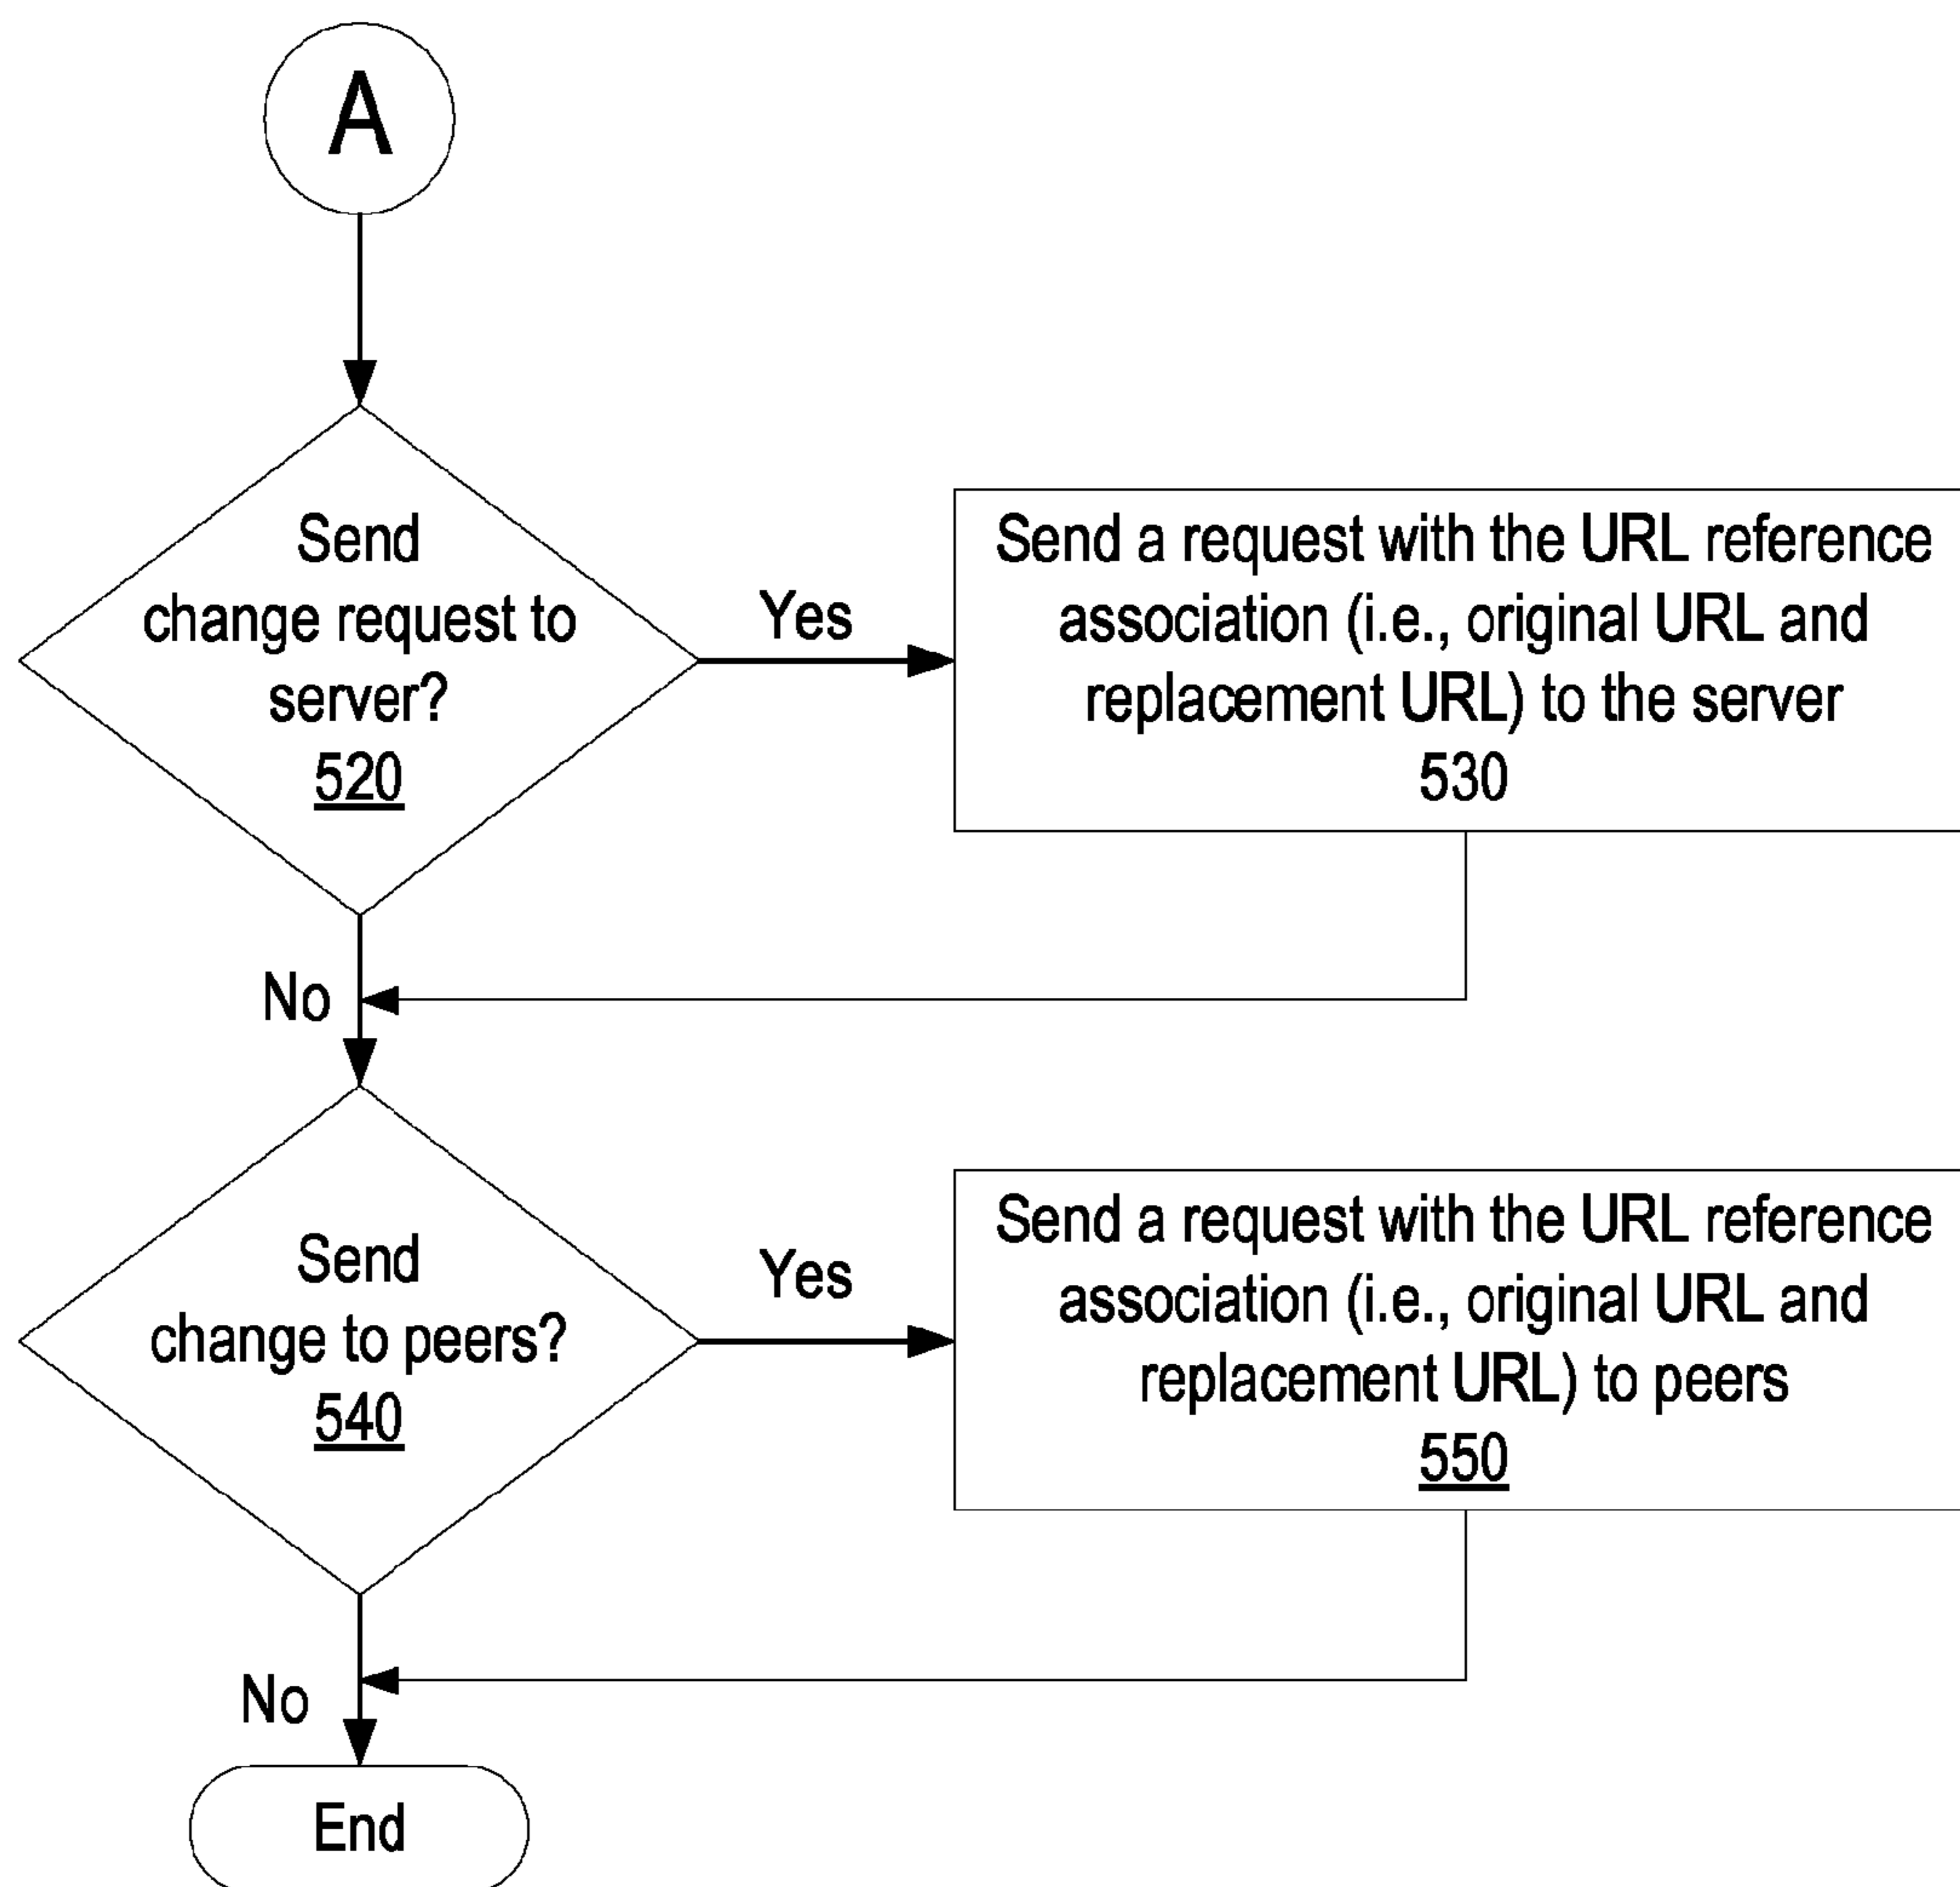 A
Send
change request to
server?
520
Yes
Send a request with the URL reference
association (i.e., original URL and
replacement URL) to the server
530
No
Send
change to peers?
540
Yes
Send a request with the URL reference
association (i.e., original URL and
replacement URL) to peers
550
No
End